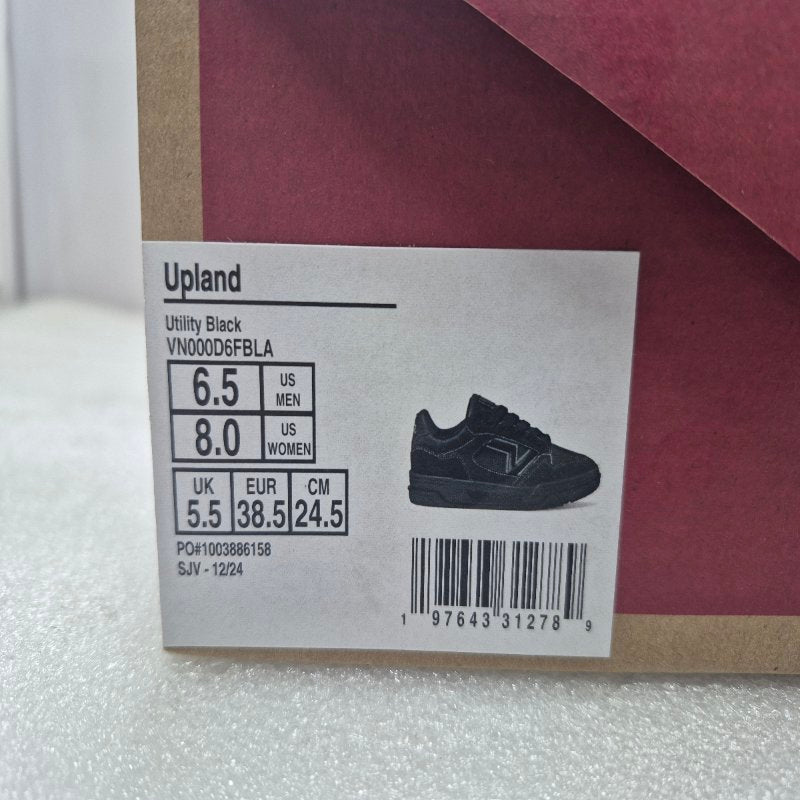 Upland
Utility Black
VN000D6FBLA
6.5 US MEN
8.0 US WOMEN
UK EUR CM
5.5 38.5 24.5
PO#1003886158
SJV - 12/24
1 97643 31278 9